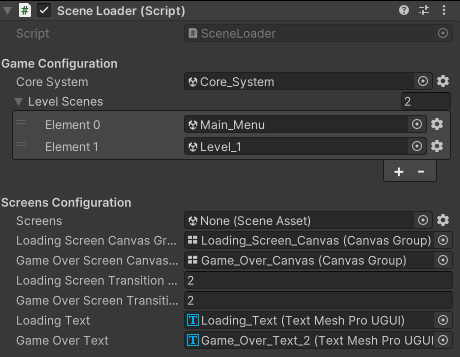 Scene Loader (Script)
Script SceneLoader
Game Configuration
Core System Core_System
Level Scenes 2
Element 0 Main_Menu
Element 1 Level_1
+ -
Screens Configuration
Screens None (Scene Asset)
Loading Screen Canvas Gr... Loading_Screen_Canvas (Canvas Group)
Game Over Screen Canvas... Game_Over_Canvas (Canvas Group)
Loading Screen Transition ... 2
Game Over Screen Transiti... 2
Loading Text Loading_Text (Text Mesh Pro UGUI)
Game Over Text Game_Over_Text_2 (Text Mesh Pro UGUI